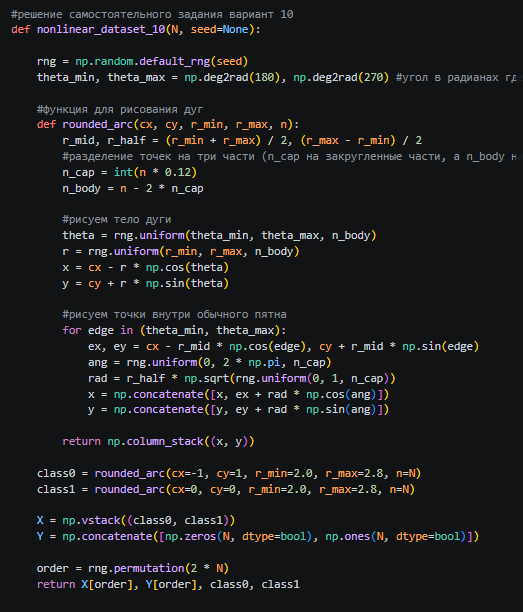 #решение самостоятельного задания вариант 10
def nonlinear_dataset_10(N, seed=None):
rng = np.random.default_rng(seed)
theta_min, theta_max = np.deg2rad(180), np.deg2rad(270) #угол в радианах гд
#функция для рисования дуг
def rounded_arc(cx, cy, r_min, r_max, n):
r_mid, r_half = (r_min + r_max) / 2, (r_max - r_min) / 2
#разделение точек на три части (n_cap на закругленные части, а n_body н
n_cap = int(n * 0.12)
n_body = n - 2 * n_cap
#рисуем тело дуги
theta = rng.uniform(theta_min, theta_max, n_body)
r = rng.uniform(r_min, r_max, n_body)
x = cx - r * np.cos(theta)
y = cy + r * np.sin(theta)
#рисуем точки внутри обычного пятна
for edge in (theta_min, theta_max):
ex, ey = cx - r_mid * np.cos(edge), cy + r_mid * np.sin(edge)
ang = rng.uniform(0, 2 * np.pi, n_cap)
rad = r_half * np.sqrt(rng.uniform(0, 1, n_cap))
x = np.concatenate([x, ex + rad * np.cos(ang)])
y = np.concatenate([y, ey + rad * np.sin(ang)])
return np.column_stack((x, y))
class0 = rounded_arc(cx=-1, cy=1, r_min=2.0, r_max=2.8, n=N)
class1 = rounded_arc(cx=0, cy=0, r_min=2.0, r_max=2.8, n=N)
X = np.vstack((class0, class1))
Y = np.concatenate([np.zeros(N, dtype=bool), np.ones(N, dtype=bool)])
order = rng.permutation(2 * N)
return X[order], Y[order], class0, class1